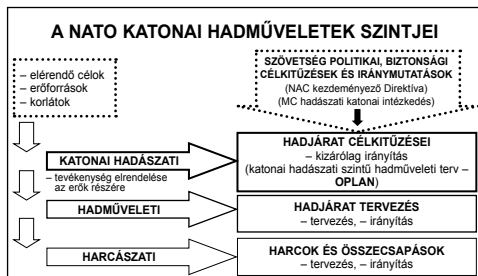 A NATO KATONAI HADMŰVELETEK SZINTJEI
– elérendő célok
– erőforrások
– korlátok
SZÖVETSÉG POLITIKAI, BIZTONSÁGI
CÉLKITŰZÉSEK ÉS IRÁNYMUTATÁSOK
(NAC kezdeményező Direktíva)
(MC hadászati katonai intézkedés)
KATONAI HADÁSZATI
– tevékenység elrendelése
az erők részére
HADJÁRAT CÉLKITŰZÉSEI
– kizárólag irányítás
(katonai hadászati szintű hadműveleti terv –
OPLAN)
HADMŰVELETI
HADJÁRAT TERVEZÉS
– tervezés, – irányítás
HARCÁSZATI
HARCOK ÉS ÖSSZECSAPÁSOK
– tervezés, – irányítás